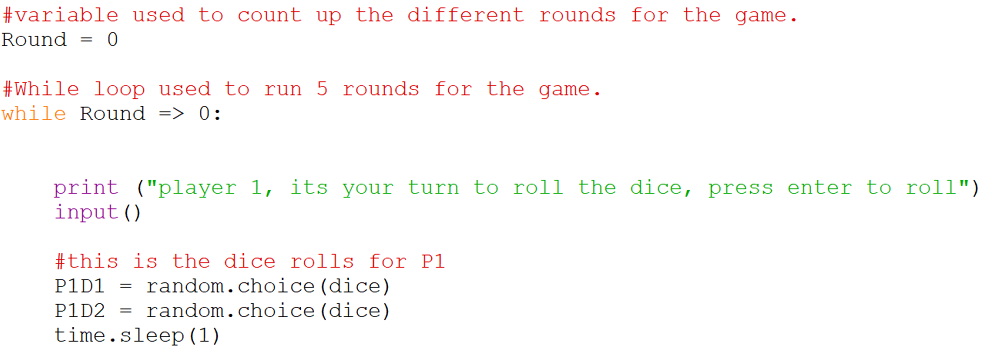 #variable used to count up the different rounds for the game.
Round = 0
#While loop used to run 5 rounds for the game.
while Round => 0:
print ("player 1, its your turn to roll the dice, press enter to roll")
input()
#this is the dice rolls for P1
P1D1 = random.choice(dice)
P1D2 = random.choice(dice)
time.sleep(1)